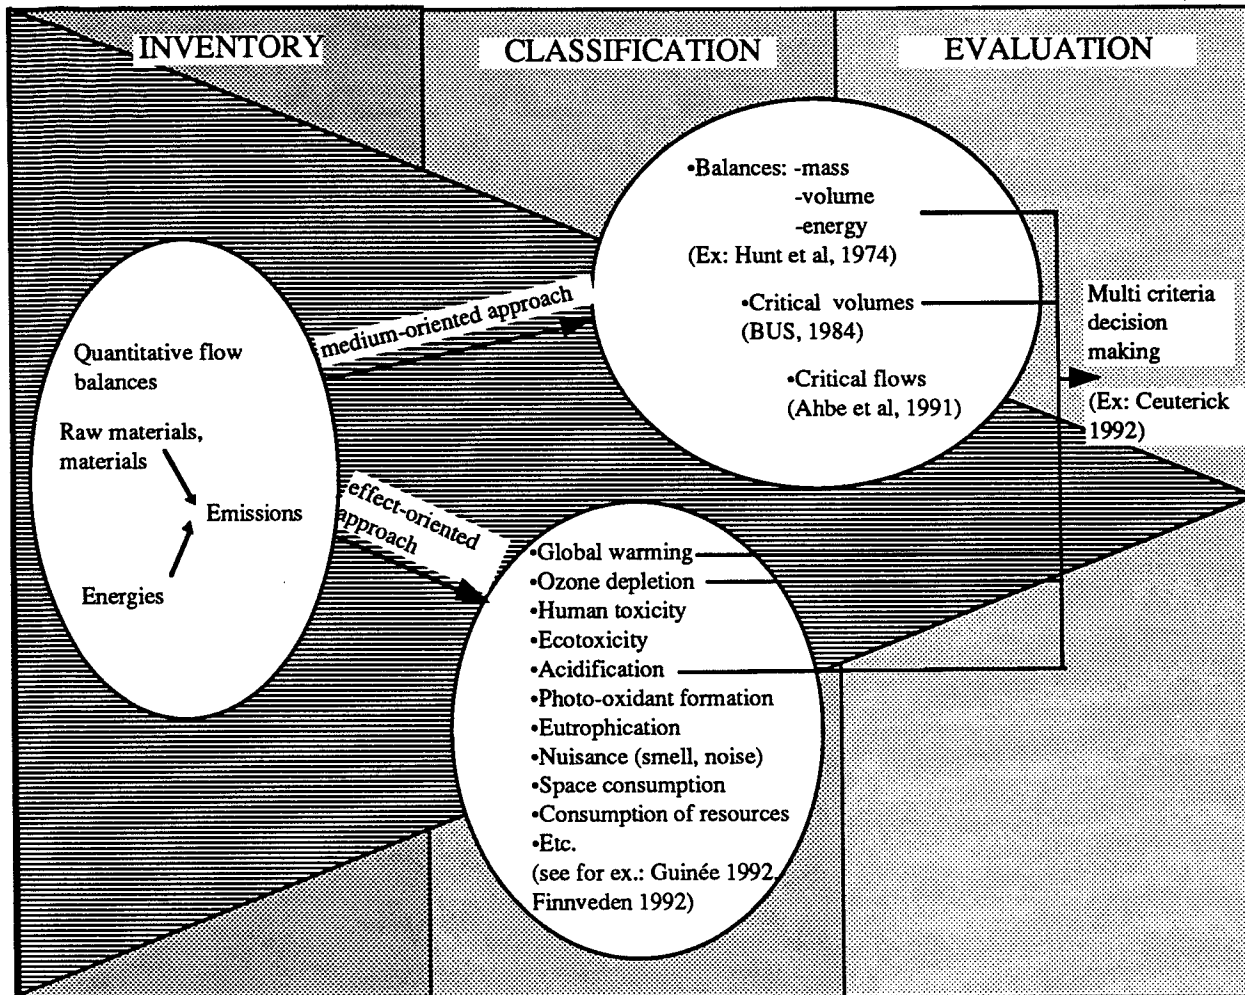 INVENTORY
CLASSIFICATION
EVALUATION
Quantitative flow
balances
Raw materials,
materials
Emissions
Energies
medium-oriented approach
effect-oriented
approach
•Balances: -mass
-volume
-energy
(Ex: Hunt et al, 1974)
•Critical volumes
(BUS, 1984)
•Critical flows
(Ahbe et al, 1991)
•Global warming
•Ozone depletion
•Human toxicity
•Ecotoxicity
•Acidification
•Photo-oxidant formation
•Eutrophication
•Nuisance (smell, noise)
•Space consumption
•Consumption of resources
•Etc.
(see for ex.: Guinée 1992,
Finnveden 1992)
Multi criteria
decision
making
(Ex: Ceuterick
1992)